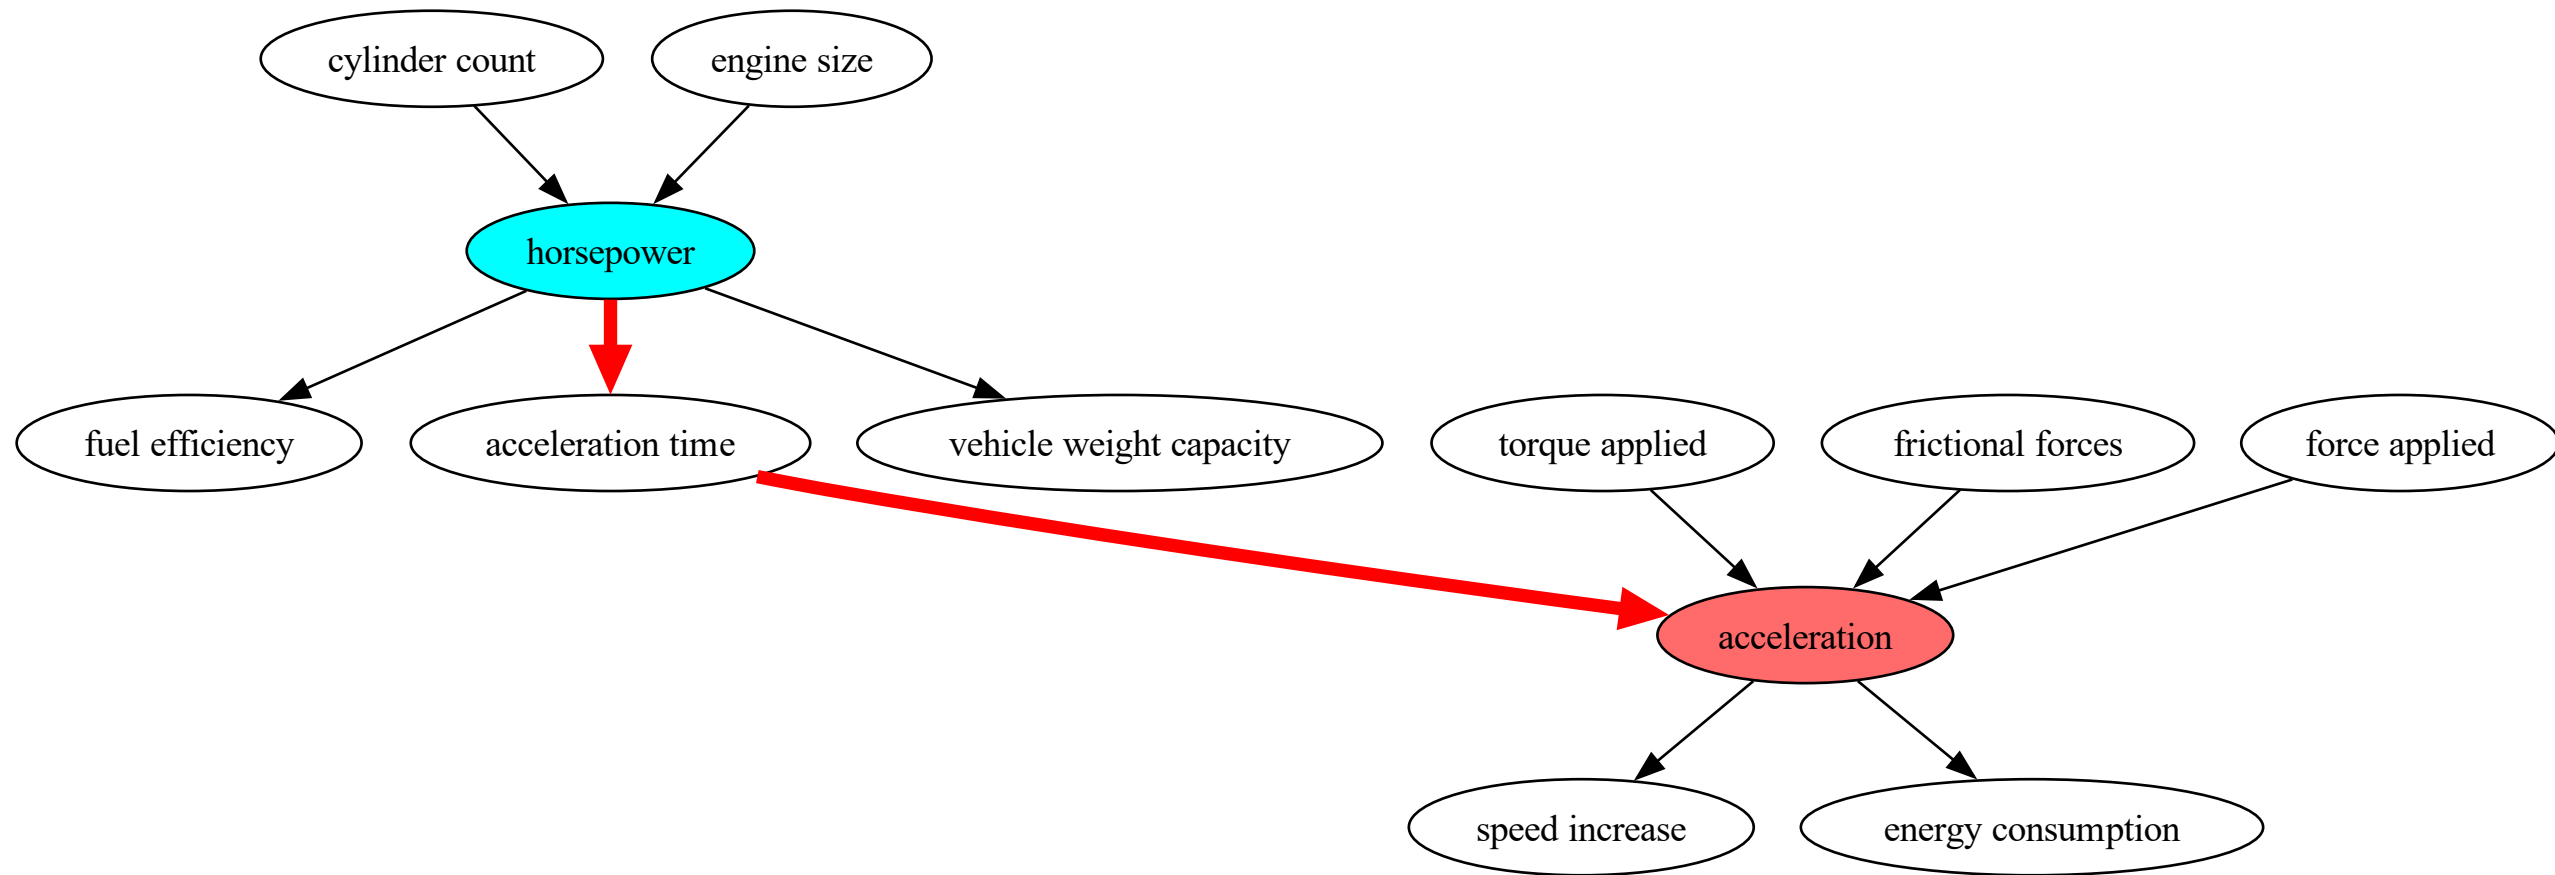 cylinder count
engine size
horsepower
fuel efficiency
acceleration time
vehicle weight capacity
torque applied
frictional forces
force applied
acceleration
speed increase
energy consumption